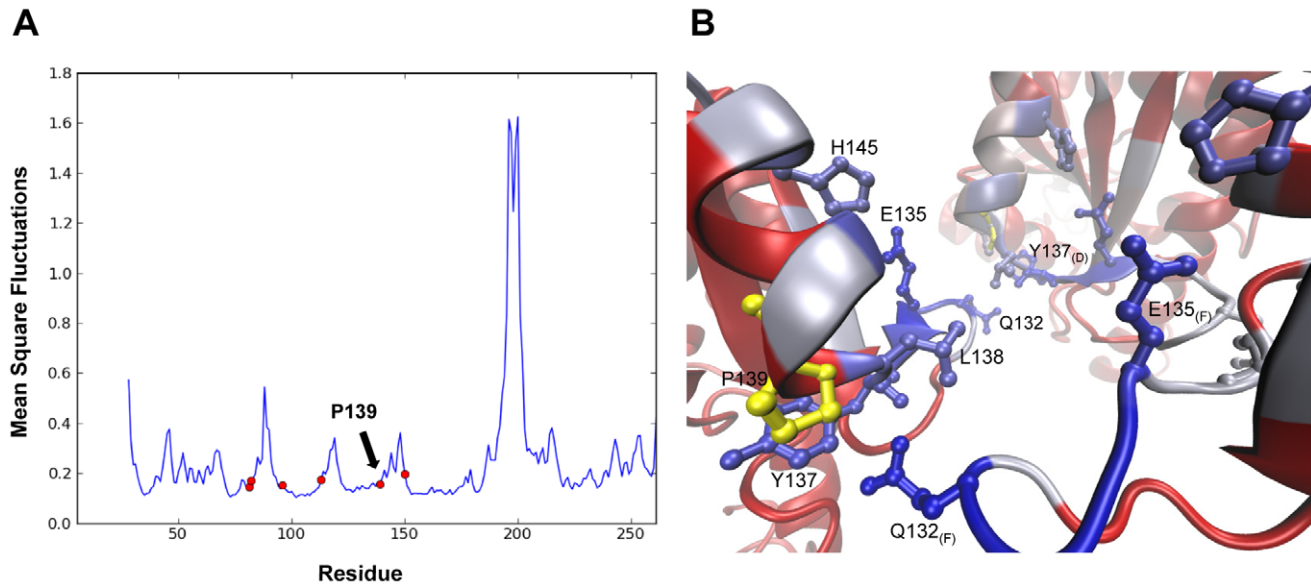 A
B
Mean Square Fluctuations
1.8
1.6
1.4
1.2
1.0
0.8
0.6
0.4
0.2
0.0
P139
50
100
150
200
250
Residue
H145
E135
Y137(D)
Q132
E135(F)
L138
P139
Y137
Q132(F)